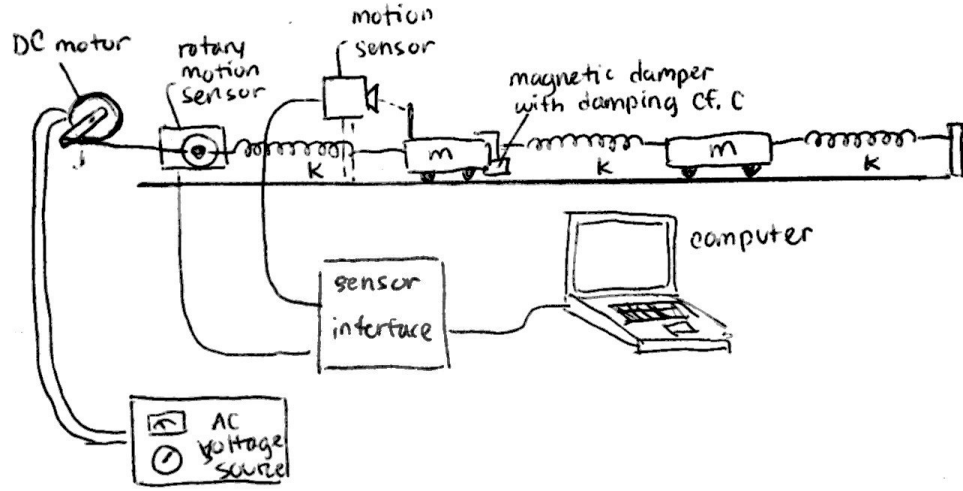 DC motor
rotary
motion
sensor
motion
sensor
magnetic damper
with damping cf. C
K
m
K
m
K
computer
sensor
interface
AC
voltage
source